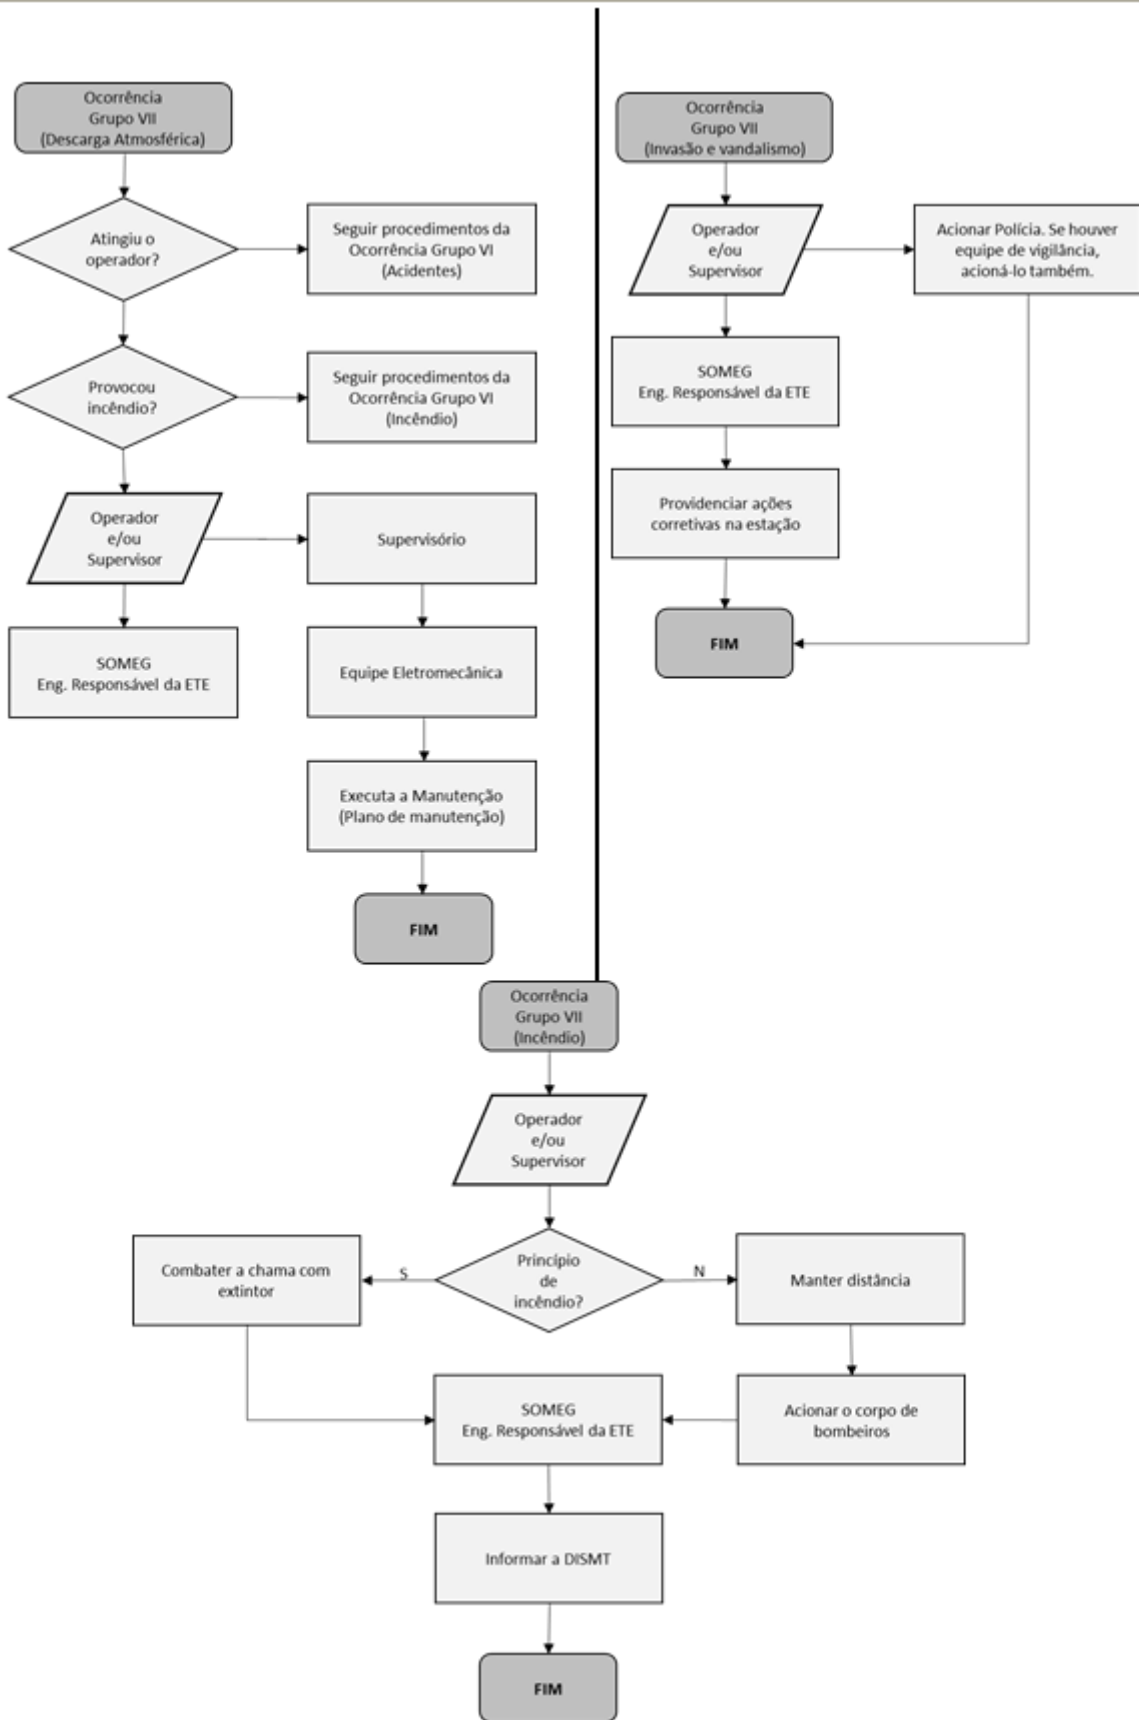 Ocorrência
Grupo VII
(Descarga Atmosférica)
Atingiu o
operador?
Seguir procedimentos da
Ocorrência Grupo VI
(Acidentes)
Provocou
incêndio?
Seguir procedimentos da
Ocorrência Grupo VI
(Incêndio)
Operador
e/ou
Supervisor
Supervisório
SOMEG
Eng. Responsável da ETE
Equipe Eletromecânica
Executa a Manutenção
(Plano de manutenção)
FIM
Ocorrência
Grupo VII
(Invasão e vandalismo)
Operador
e/ou
Supervisor
Acionar Polícia. Se houver
equipe de vigilância,
acioná-lo também.
SOMEG
Eng. Responsável da ETE
Providenciar ações
corretivas na estação
FIM
Ocorrência
Grupo VII
(Incêndio)
Operador
e/ou
Supervisor
Princípio
de
incêndio?
S
N
Combater a chama com
extintor
Manter distância
Acionar o corpo de
bombeiros
SOMEG
Eng. Responsável da ETE
Informar a DISMT
FIM